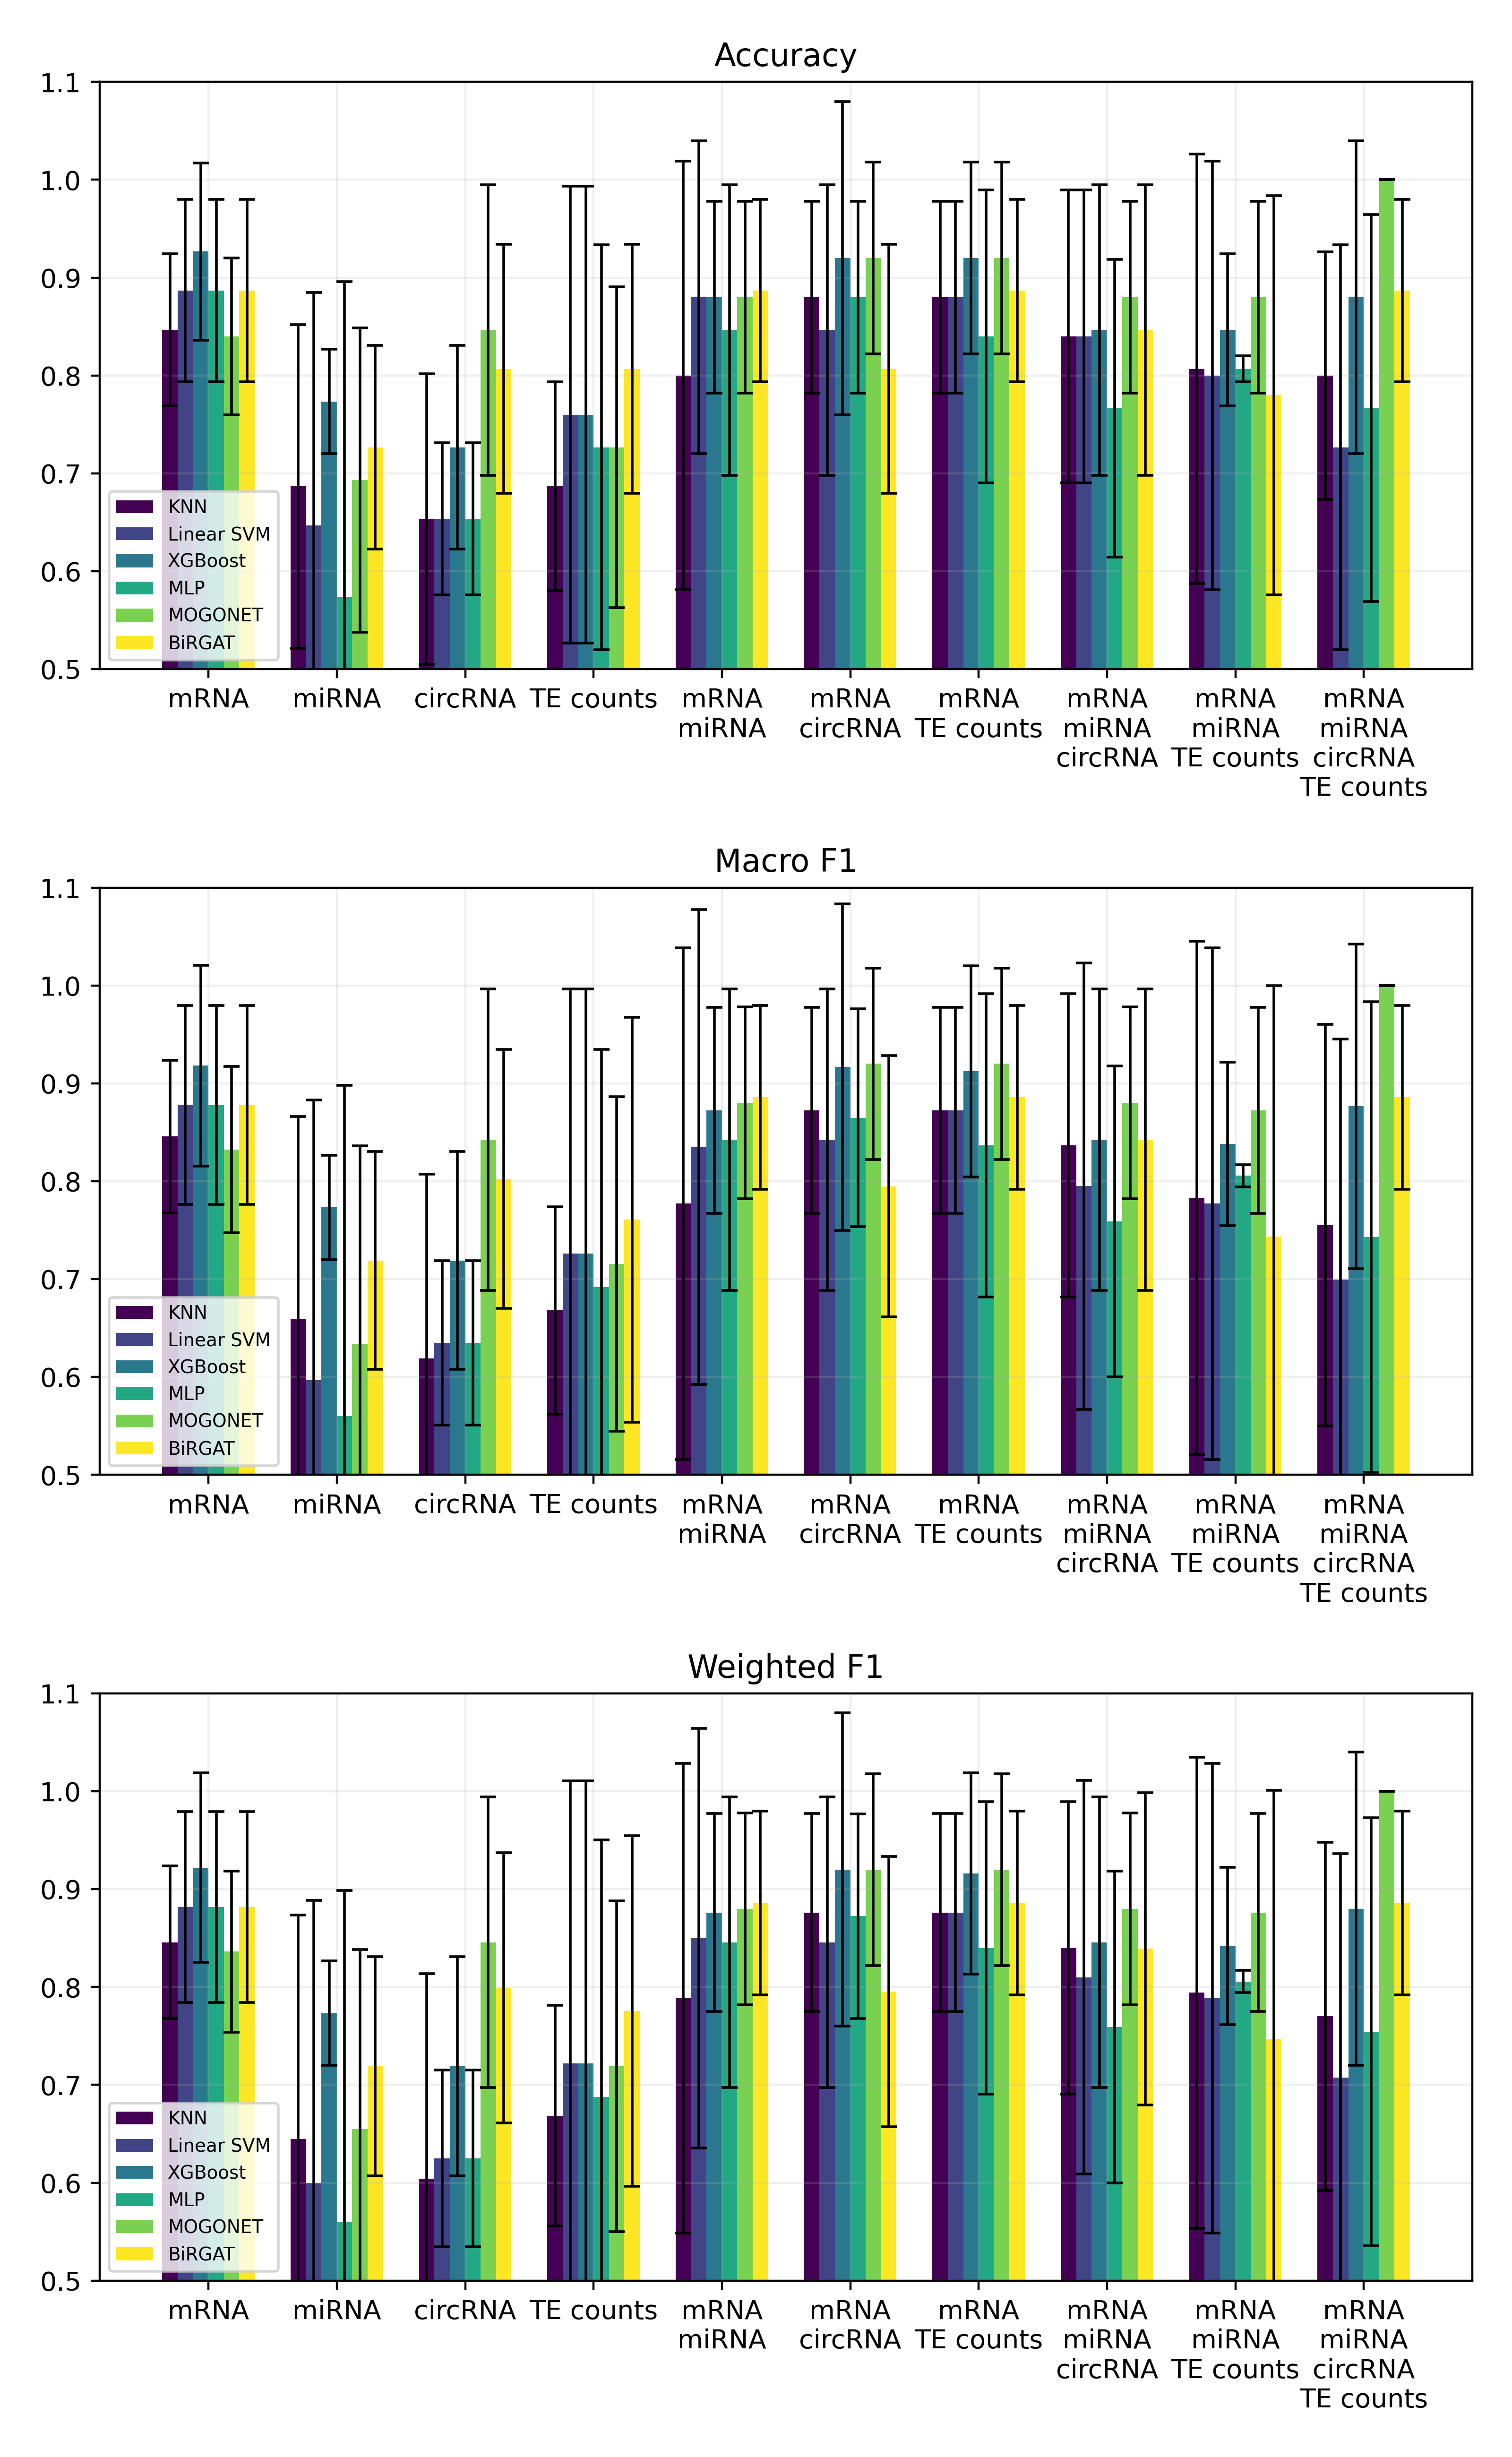 Accuracy
1.1
1.0
0.9
0.8
0.7
0.6
0.5
KNN
Linear SVM
XGBoost
MLP
MOGONET
BiRGAT
mRNA miRNA circRNA TE counts mRNA mRNA mRNA mRNA mRNA mRNA
miRNA circRNA TE counts miRNA miRNA miRNA
circRNA TE counts circRNA
TE counts
Macro F1
1.1
1.0
0.9
0.8
0.7
0.6
0.5
KNN
Linear SVM
XGBoost
MLP
MOGONET
BiRGAT
mRNA miRNA circRNA TE counts mRNA mRNA mRNA mRNA mRNA mRNA
miRNA circRNA TE counts miRNA miRNA miRNA
circRNA TE counts circRNA
TE counts
Weighted F1
1.1
1.0
0.9
0.8
0.7
0.6
0.5
KNN
Linear SVM
XGBoost
MLP
MOGONET
BiRGAT
mRNA miRNA circRNA TE counts mRNA mRNA mRNA mRNA mRNA mRNA
miRNA circRNA TE counts miRNA miRNA miRNA
circRNA TE counts circRNA
TE counts